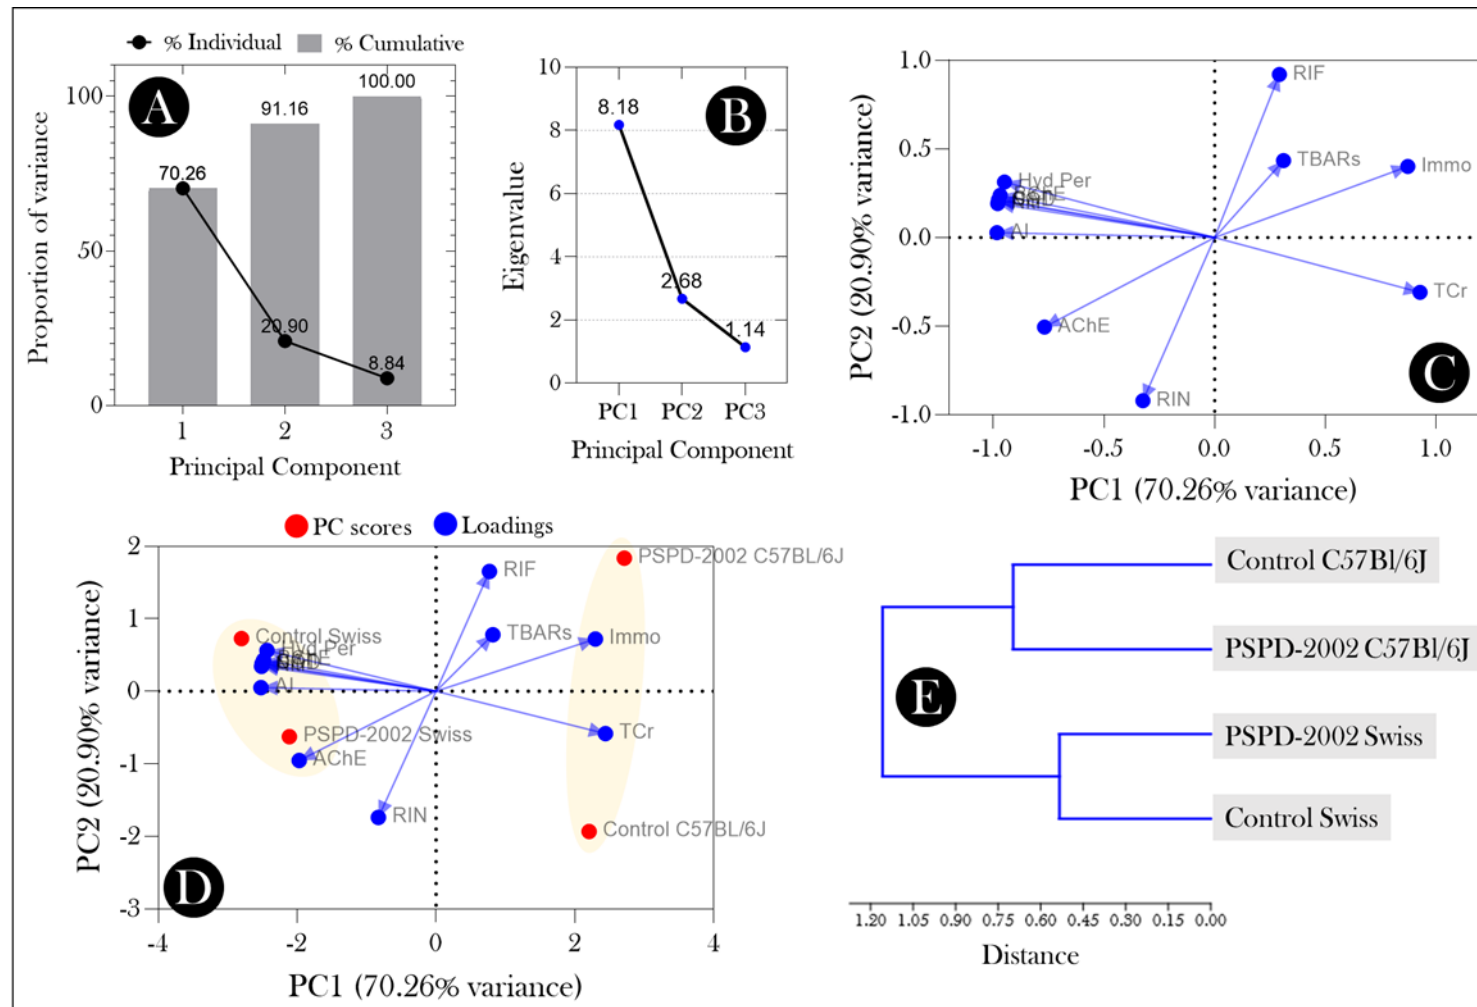 % Individual % Cumulative
A
1 2 3
100.00
91.16
70.26
20.90
8.84
100
50
0
1 2 3
Proportion of variance
Principal Component
B
10
8
6
4
2
0
8.18
2.68
1.14
PC1 PC2 PC3
Eigenvalue
Principal Component
C
1.0
0.5
0.0
-0.5
-1.0
RIF
TBARs
Immo
Hyd Per
AI
TCr
AChE
RIN
-1.0 -0.5 0.0 0.5 1.0
PC2 (20.90% variance)
PC1 (70.26% variance)
PC scores Loadings
2
1
0
-1
-2
-3
PSPD-2002 C57BL/6J
RIF
TBARs
Immo
Control Swiss
Hyd Per
AI
PSPD-2002 Swiss
TCr
AChE
RIN
Control C57BL/6J
D
-4 -2 0 2 4
PC2 (20.90% variance)
PC1 (70.26% variance)
Control C57Bl/6J
PSPD-2002 C57Bl/6J
E
PSPD-2002 Swiss
Control Swiss
1.20 1.05 0.90 0.75 0.60 0.45 0.30 0.15 0.00
Distance